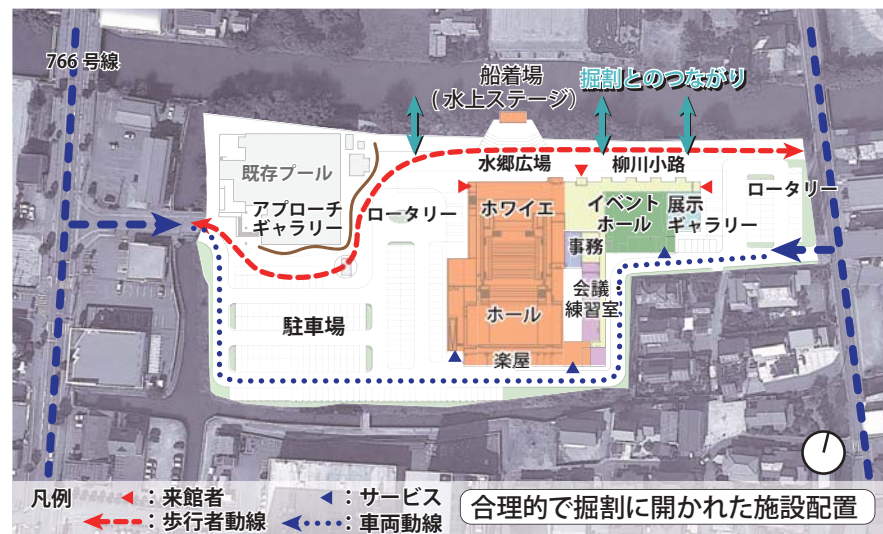 766 号線
船着場
(水上ステージ)
掘割とのつながり
既存プール
水郷広場
柳川小路
アプローチ
ギャラリー
ロータリー
ホワイエ
イベント
ホール
展示
ギャラリー
ロータリー
事務
会議
練習室
駐車場
ホール
楽屋
凡例
：来館者
：サービス
：歩行者動線
：車両動線
合理的で掘割に開かれた施設配置